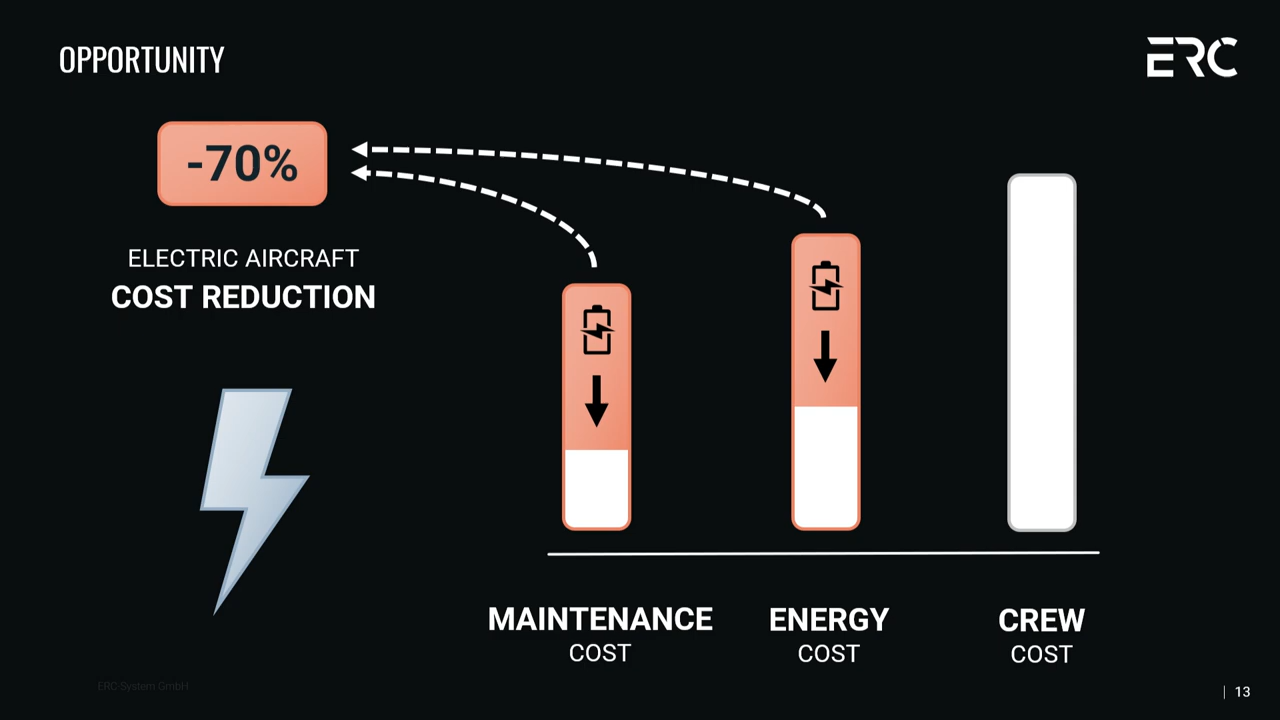 OPPORTUNITY
ERC
-70%
ELECTRIC AIRCRAFT
COST REDUCTION
MAINTENANCE
COST
ENERGY
COST
CREW
COST
ERC-System GmbH
| 13